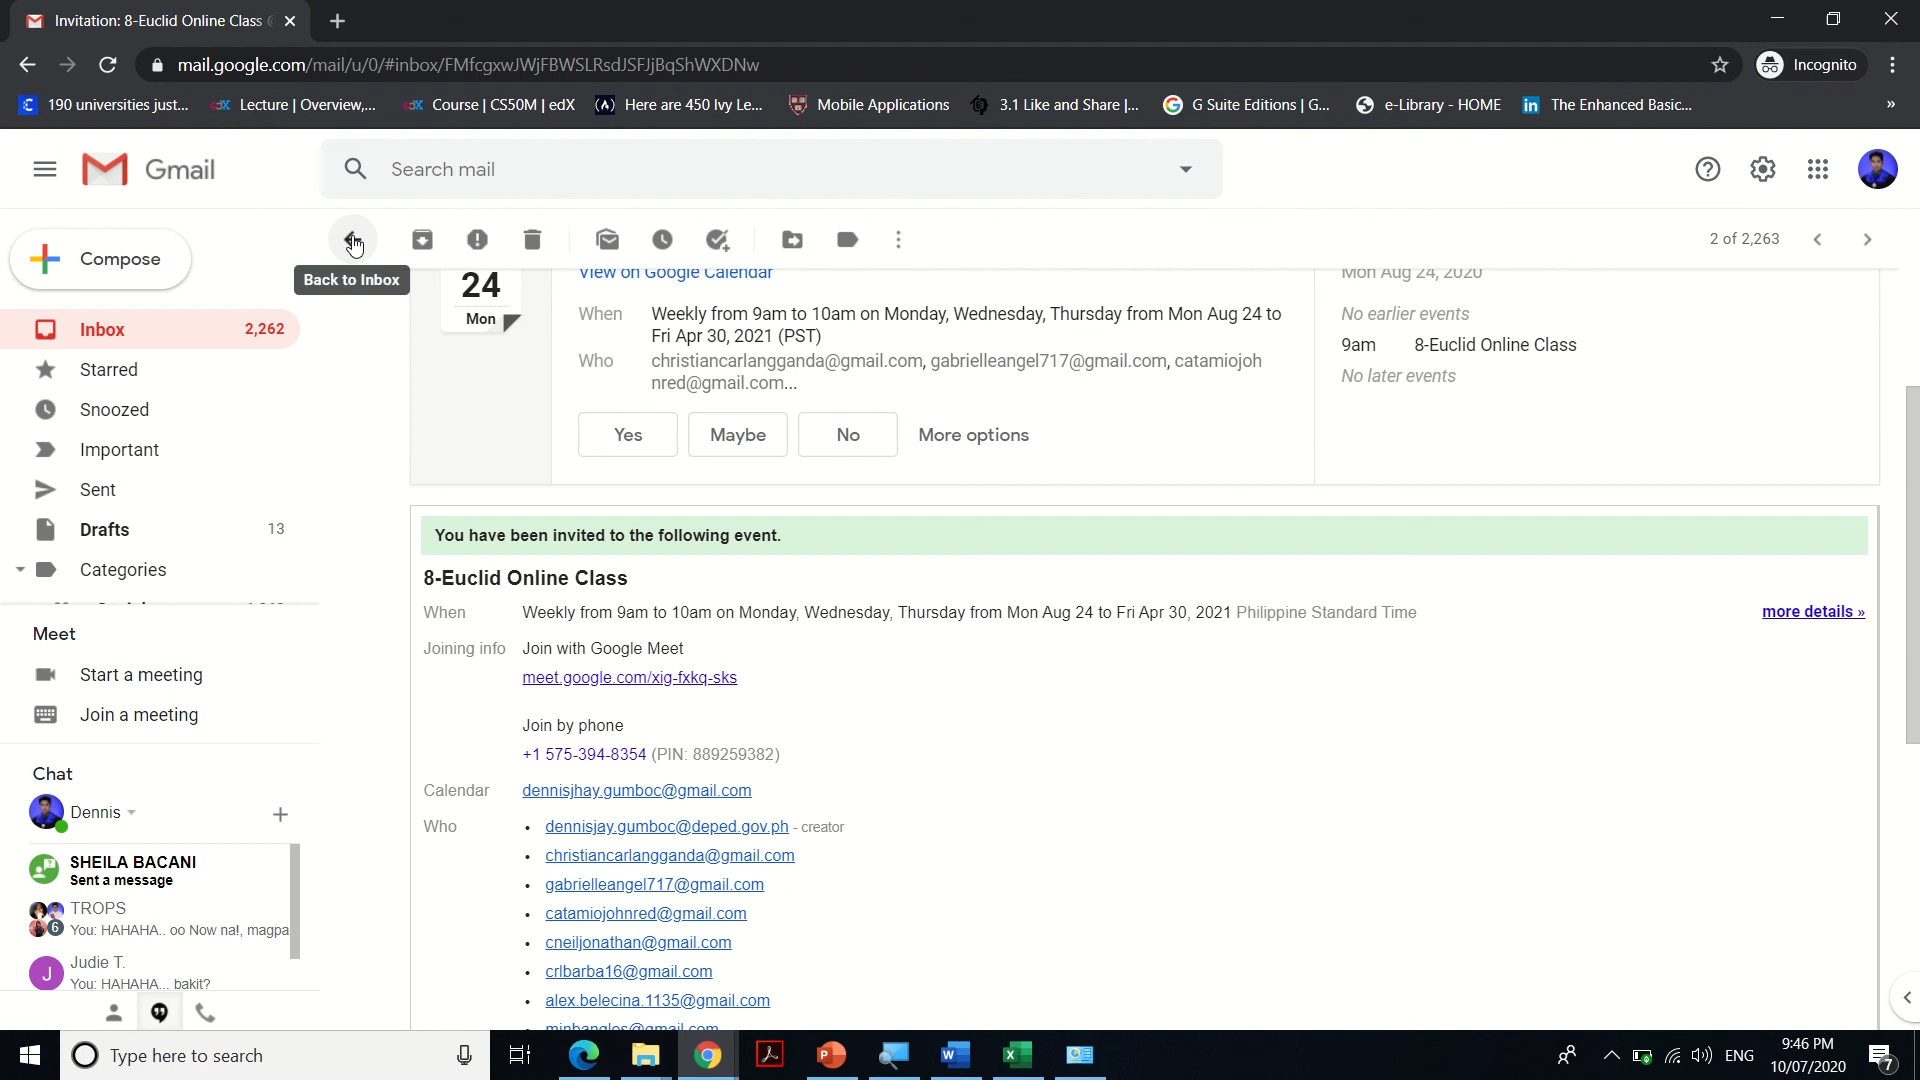 Invitation: 8-Euclid Online Class
mail.google.com/mail/u/0/#inbox/FMfcgxwJWjFBWSLRsdJSFJjBqShWXDNw
Incognito
190 universities just...
Lecture | Overview,...
Course | CS50M | edX
Here are 450 Ivy Le...
Mobile Applications
3.1 Like and Share |...
G Suite Editions | G...
e-Library - HOME
The Enhanced Basic...
»
Gmail
Search mail
Compose
Back to Inbox
2 of 2,263
Inbox 2,262
Starred
Snoozed
Important
Sent
Drafts 13
Categories
Meet
Start a meeting
Join a meeting
Chat
Dennis
SHEILA BACANI
Sent a message
TROPS
6 You: HAHAHA.. oo Now na!, magpa
J Judie T.
You: HAHAHA... bakit?
24
Mon
View on Google Calendar
When Weekly from 9am to 10am on Monday, Wednesday, Thursday from Mon Aug 24 to
Fri Apr 30, 2021 (PST)
Who christiancarlangganda@gmail.com, gabrielleangel717@gmail.com, catamiojoh
nred@gmail.com...
Yes Maybe No More options
Mon Aug 24, 2020
No earlier events
9am 8-Euclid Online Class
No later events
You have been invited to the following event.
8-Euclid Online Class
When Weekly from 9am to 10am on Monday, Wednesday, Thursday from Mon Aug 24 to Fri Apr 30, 2021 Philippine Standard Time more details »
Joining info Join with Google Meet
meet.google.com/xig-fxkq-sks
Join by phone
+1 575-394-8354 (PIN: 889259382)
Calendar dennisjhay.gumboc@gmail.com
Who • dennisjay.gumboc@deped.gov.ph - creator
• christiancarlangganda@gmail.com
• gabrielleangel717@gmail.com
• catamiojohnred@gmail.com
• cneiljonathan@gmail.com
• crlbarba16@gmail.com
• alex.belecina.1135@gmail.com
Type here to search
ENG
9:46 PM
10/07/2020
7